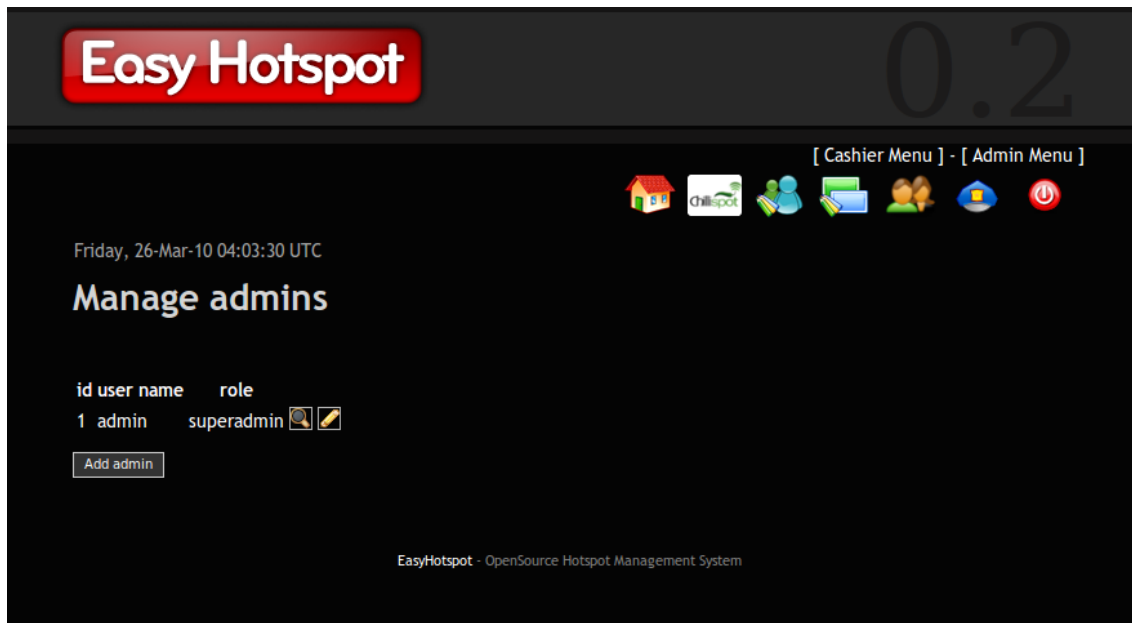 Easy Hotspot
0.2
[ Cashier Menu ] - [ Admin Menu ]
Chillispot
Friday, 26-Mar-10 04:03:30 UTC
Manage admins
id user name role
1 admin superadmin
Add admin
EasyHotspot - OpenSource Hotspot Management System